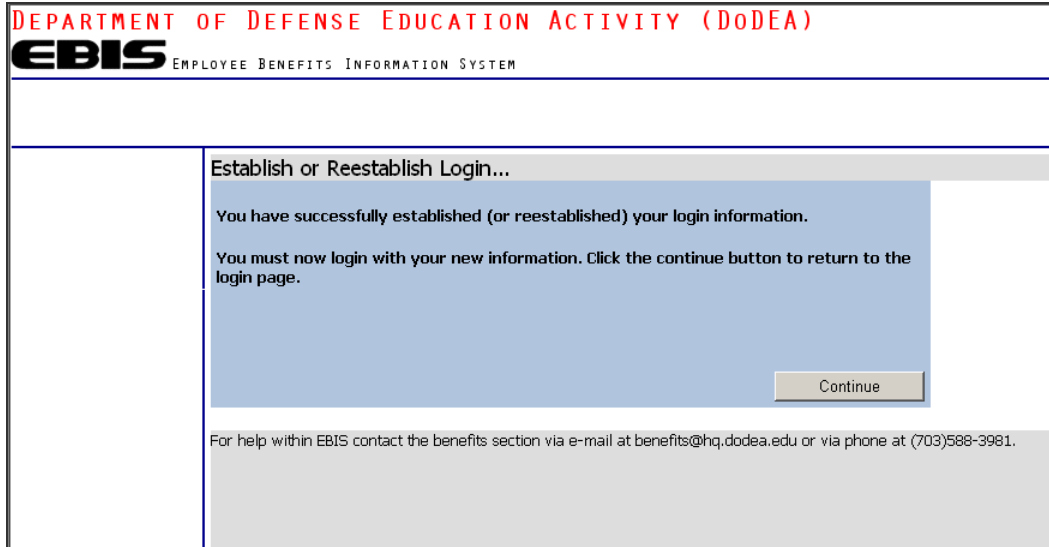 DEPARTMENT OF DEFENSE EDUCATION ACTIVITY (DODEA)
EBIS EMPLOYEE BENEFITS INFORMATION SYSTEM
Establish or Reestablish Login...
You have successfully established (or reestablished) your login information.
You must now login with your new information. Click the continue button to return to the
login page.
Continue
For help within EBIS contact the benefits section via e-mail at benefits@hq.dodea.edu or via phone at (703)588-3981.